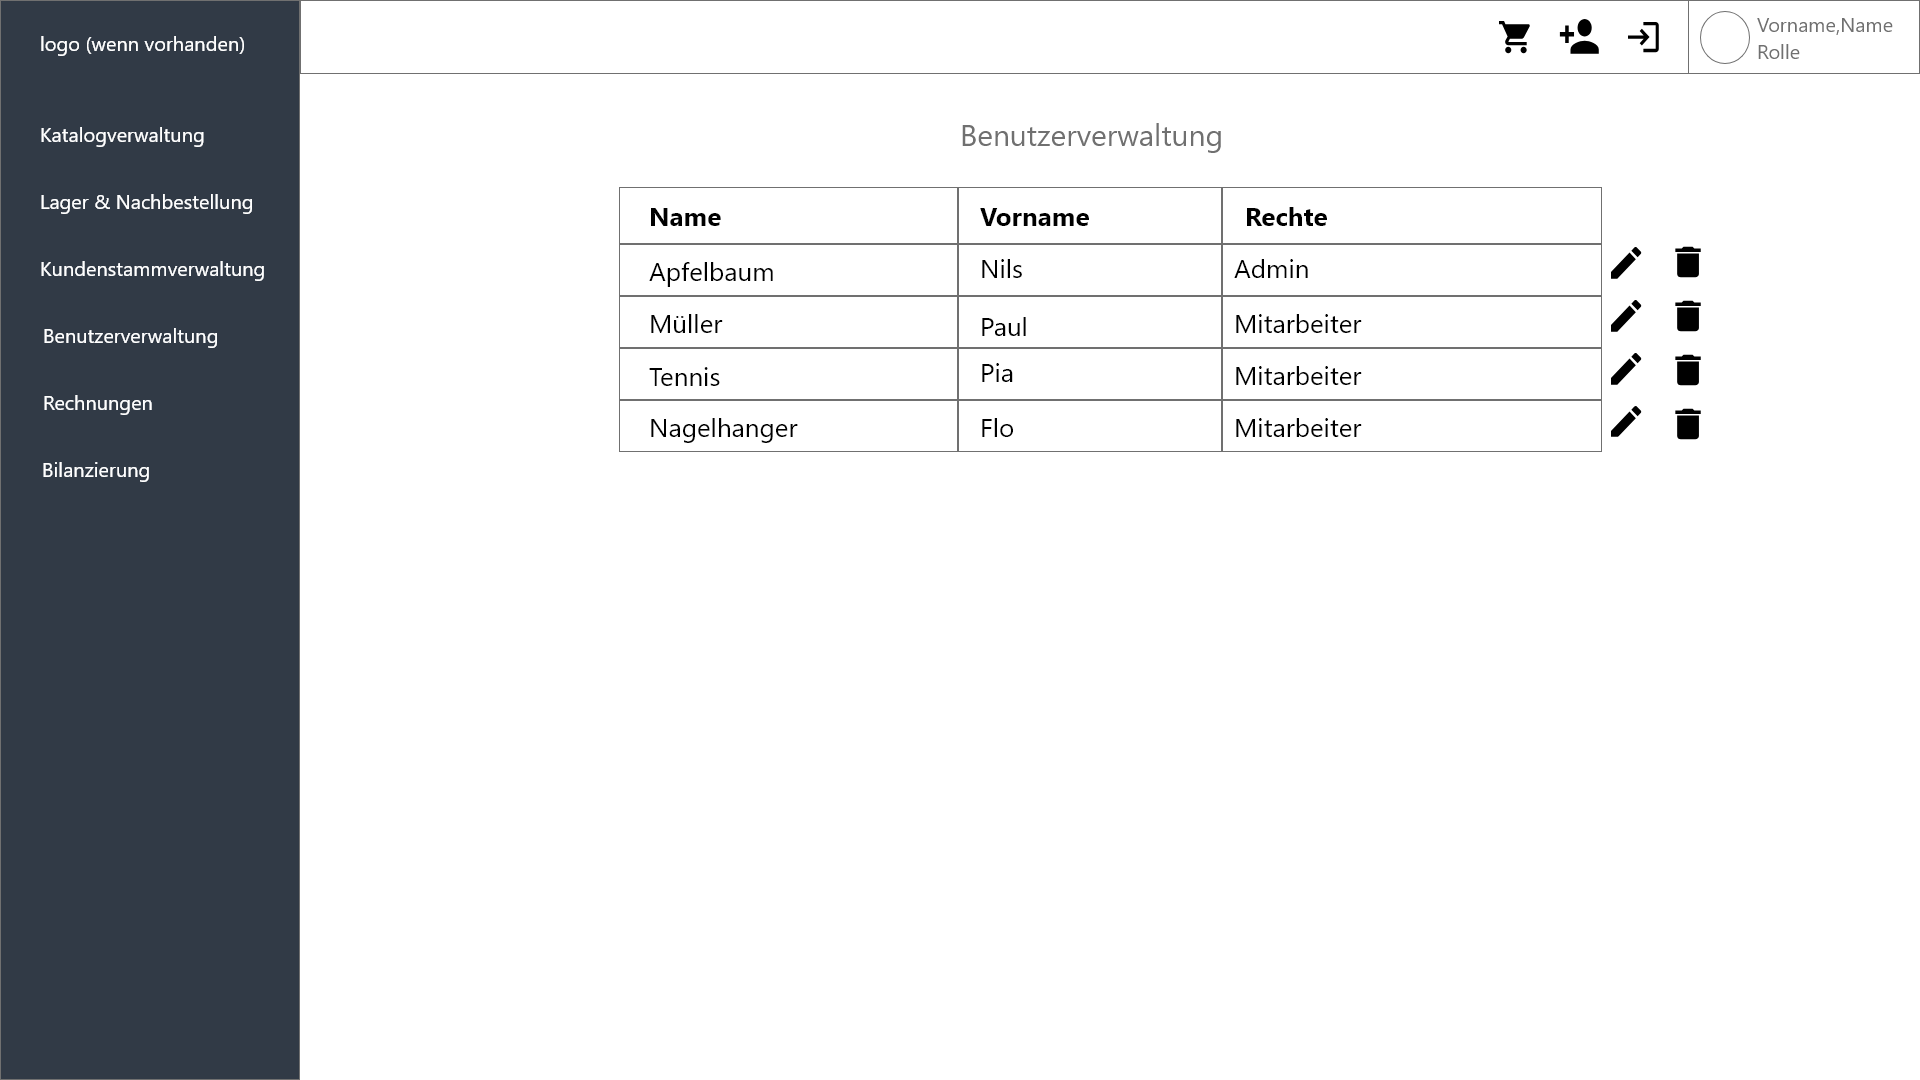 logo (wenn vorhanden)
Katalogverwaltung
Lager & Nachbestellung
Kundenstammverwaltung
Benutzerverwaltung
Rechnungen
Bilanzierung
Vorname,Name
Rolle
Benutzerverwaltung
Name Vorname Rechte
Apfelbaum Nils Admin
Müller Paul Mitarbeiter
Tennis Pia Mitarbeiter
Nagelhanger Flo Mitarbeiter